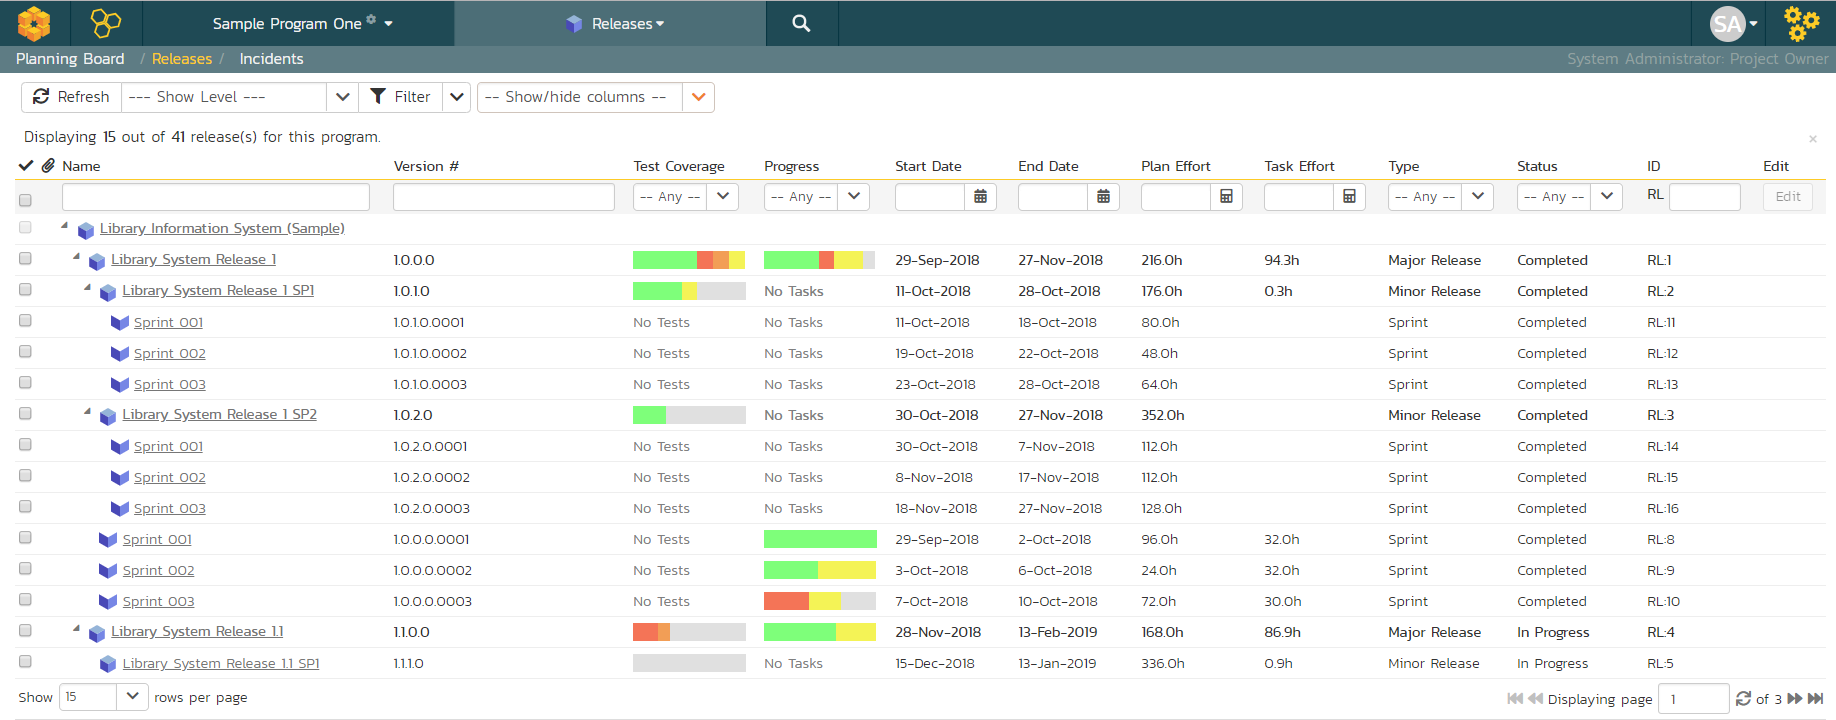 Sample Program One Releases SA
Planning Board / Releases / Incidents System Administrator: Project Owner
Refresh --- Show Level --- Filter -- Show/hide columns --
Displaying 15 out of 41 release(s) for this program. ×
Name Version # Test Coverage Progress Start Date End Date Plan Effort Task Effort Type Status ID Edit
-- Any -- -- Any -- -- Any -- -- Any -- RL Edit
Library Information System (Sample)
Library System Release 1 1.0.0.0 29-Sep-2018 27-Nov-2018 216.0h 94.3h Major Release Completed RL:1
Library System Release 1 SP1 1.0.1.0 No Tasks 11-Oct-2018 28-Oct-2018 176.0h 0.3h Minor Release Completed RL:2
Sprint 001 1.0.1.0.0001 No Tests No Tasks 11-Oct-2018 18-Oct-2018 80.0h Sprint Completed RL:11
Sprint 002 1.0.1.0.0002 No Tests No Tasks 19-Oct-2018 22-Oct-2018 48.0h Sprint Completed RL:12
Sprint 003 1.0.1.0.0003 No Tests No Tasks 23-Oct-2018 28-Oct-2018 64.0h Sprint Completed RL:13
Library System Release 1 SP2 1.0.2.0 No Tasks 30-Oct-2018 27-Nov-2018 352.0h Minor Release Completed RL:3
Sprint 001 1.0.2.0.0001 No Tests No Tasks 30-Oct-2018 7-Nov-2018 112.0h Sprint Completed RL:14
Sprint 002 1.0.2.0.0002 No Tests No Tasks 8-Nov-2018 17-Nov-2018 112.0h Sprint Completed RL:15
Sprint 003 1.0.2.0.0003 No Tests No Tasks 18-Nov-2018 27-Nov-2018 128.0h Sprint Completed RL:16
Sprint 001 1.0.0.0.0001 No Tests 29-Sep-2018 2-Oct-2018 96.0h 32.0h Sprint Completed RL:8
Sprint 002 1.0.0.0.0002 No Tests 3-Oct-2018 6-Oct-2018 24.0h 32.0h Sprint Completed RL:9
Sprint 003 1.0.0.0.0003 No Tests 7-Oct-2018 10-Oct-2018 72.0h 30.0h Sprint Completed RL:10
Library System Release 1.1 1.1.0.0 28-Nov-2018 13-Feb-2019 168.0h 86.9h Major Release In Progress RL:4
Library System Release 1.1 SP1 1.1.1.0 No Tasks 15-Dec-2018 13-Jan-2019 336.0h 0.9h Minor Release In Progress RL:5
Show 15 rows per page Displaying page 1 of 3